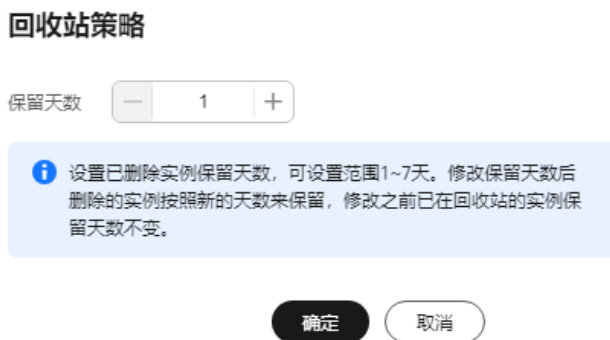 回收站策略
保留天数
1
设置已删除实例保留天数，可设置范围1~7天。修改保留天数后
删除的实例按照新的天数来保留，修改之前已在回收站的实例保
留天数不变。
确定 取消